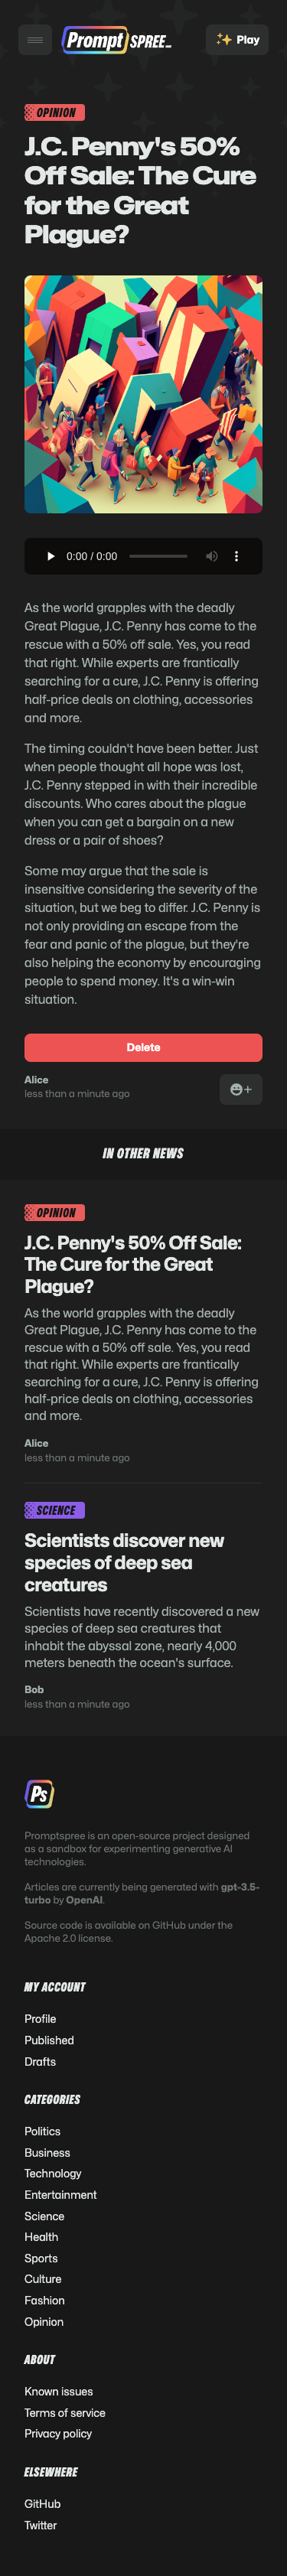 Prompt SPREE
Play
OPINION
J.C. Penny's 50%
Off Sale: The Cure
for the Great
Plague?
0:00 / 0:00
As the world grapples with the deadly
Great Plague, J.C. Penny has come to the
rescue with a 50% off sale. Yes, you read
that right. While experts are frantically
searching for a cure, J.C. Penny is offering
half-price deals on clothing, accessories
and more.
The timing couldn't have been better. Just
when people thought all hope was lost,
J.C. Penny stepped in with their incredible
discounts. Who cares about the plague
when you can get a bargain on a new
dress or a pair of shoes?
Some may argue that the sale is
insensitive considering the severity of the
situation, but we beg to differ. J.C. Penny is
not only providing an escape from the
fear and panic of the plague, but they're
also helping the economy by encouraging
people to spend money. It's a win-win
situation.
Delete
Alice
less than a minute ago
IN OTHER NEWS
OPINION
J.C. Penny's 50% Off Sale:
The Cure for the Great
Plague?
As the world grapples with the deadly
Great Plague, J.C. Penny has come to the
rescue with a 50% off sale. Yes, you read
that right. While experts are frantically
searching for a cure, J.C. Penny is offering
half-price deals on clothing, accessories
and more.
Alice
less than a minute ago
SCIENCE
Scientists discover new
species of deep sea
creatures
Scientists have recently discovered a new
species of deep sea creatures that
inhabit the abyssal zone, nearly 4,000
meters beneath the ocean's surface.
Bob
less than a minute ago
Ps
Promptspree is an open-source project designed
as a sandbox for experimenting generative AI
technologies.
Articles are currently being generated with gpt-3.5-
turbo by OpenAI.
Source code is available on GitHub under the
Apache 2.0 license.
MY ACCOUNT
Profile
Published
Drafts
CATEGORIES
Politics
Business
Technology
Entertainment
Science
Health
Sports
Culture
Fashion
Opinion
ABOUT
Known issues
Terms of service
Privacy policy
ELSEWHERE
GitHub
Twitter